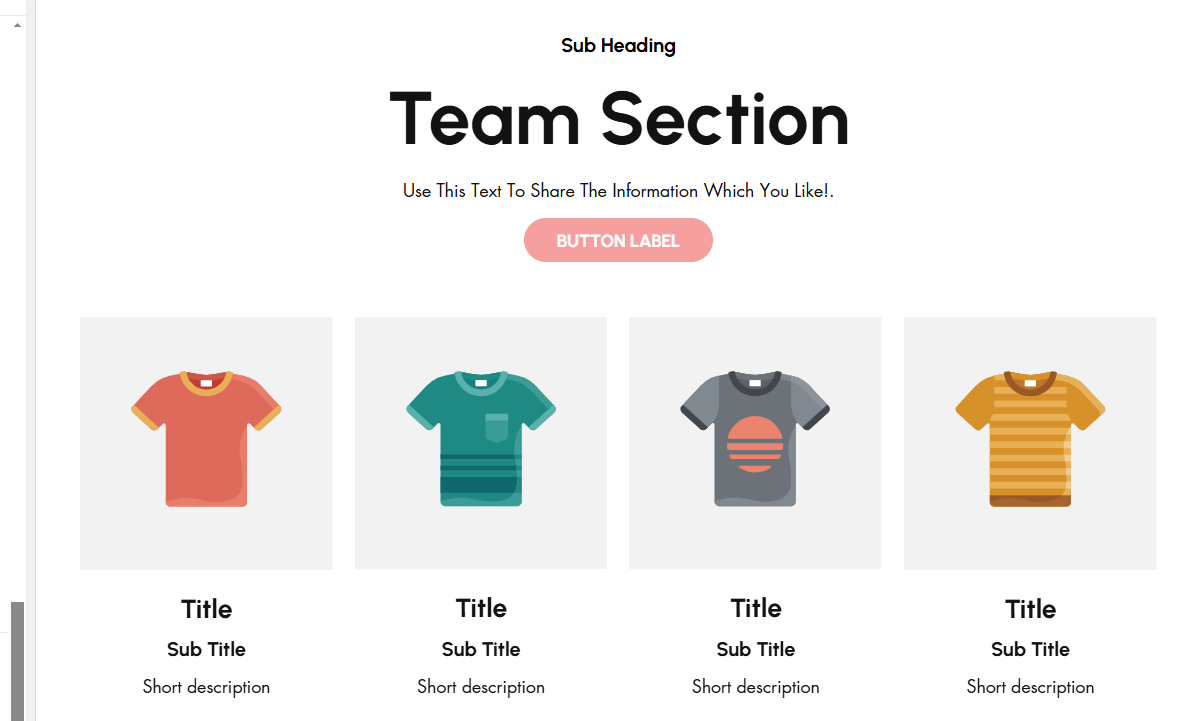 Sub Heading
Team Section
Use This Text To Share The Information Which You Like!.
BUTTON LABEL
Title
Sub Title
Short description
Title
Sub Title
Short description
Title
Sub Title
Short description
Title
Sub Title
Short description